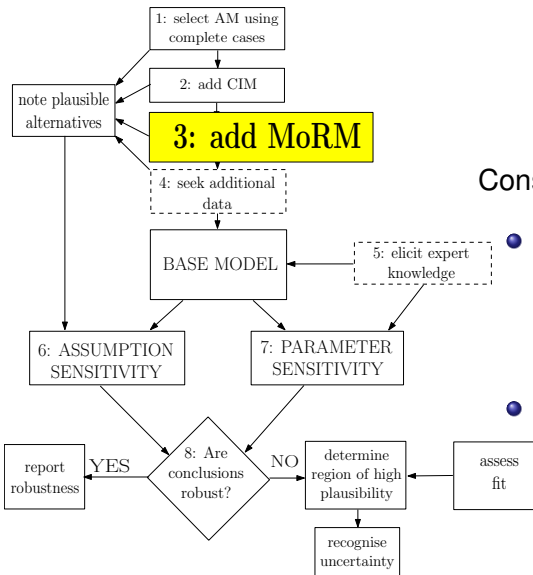 1: select AM using
complete cases
2: add CIM
note plausible
alternatives
3: add MoRM
4: seek additional
data
Cons
BASE MODEL
5: elicit expert
knowledge
6: ASSUMPTION
SENSITIVITY
7: PARAMETER
SENSITIVITY
8: Are
conclusions
robust?
YES
report
robustness
NO
determine
region of high
plausibility
assess
fit
recognise
uncertainty